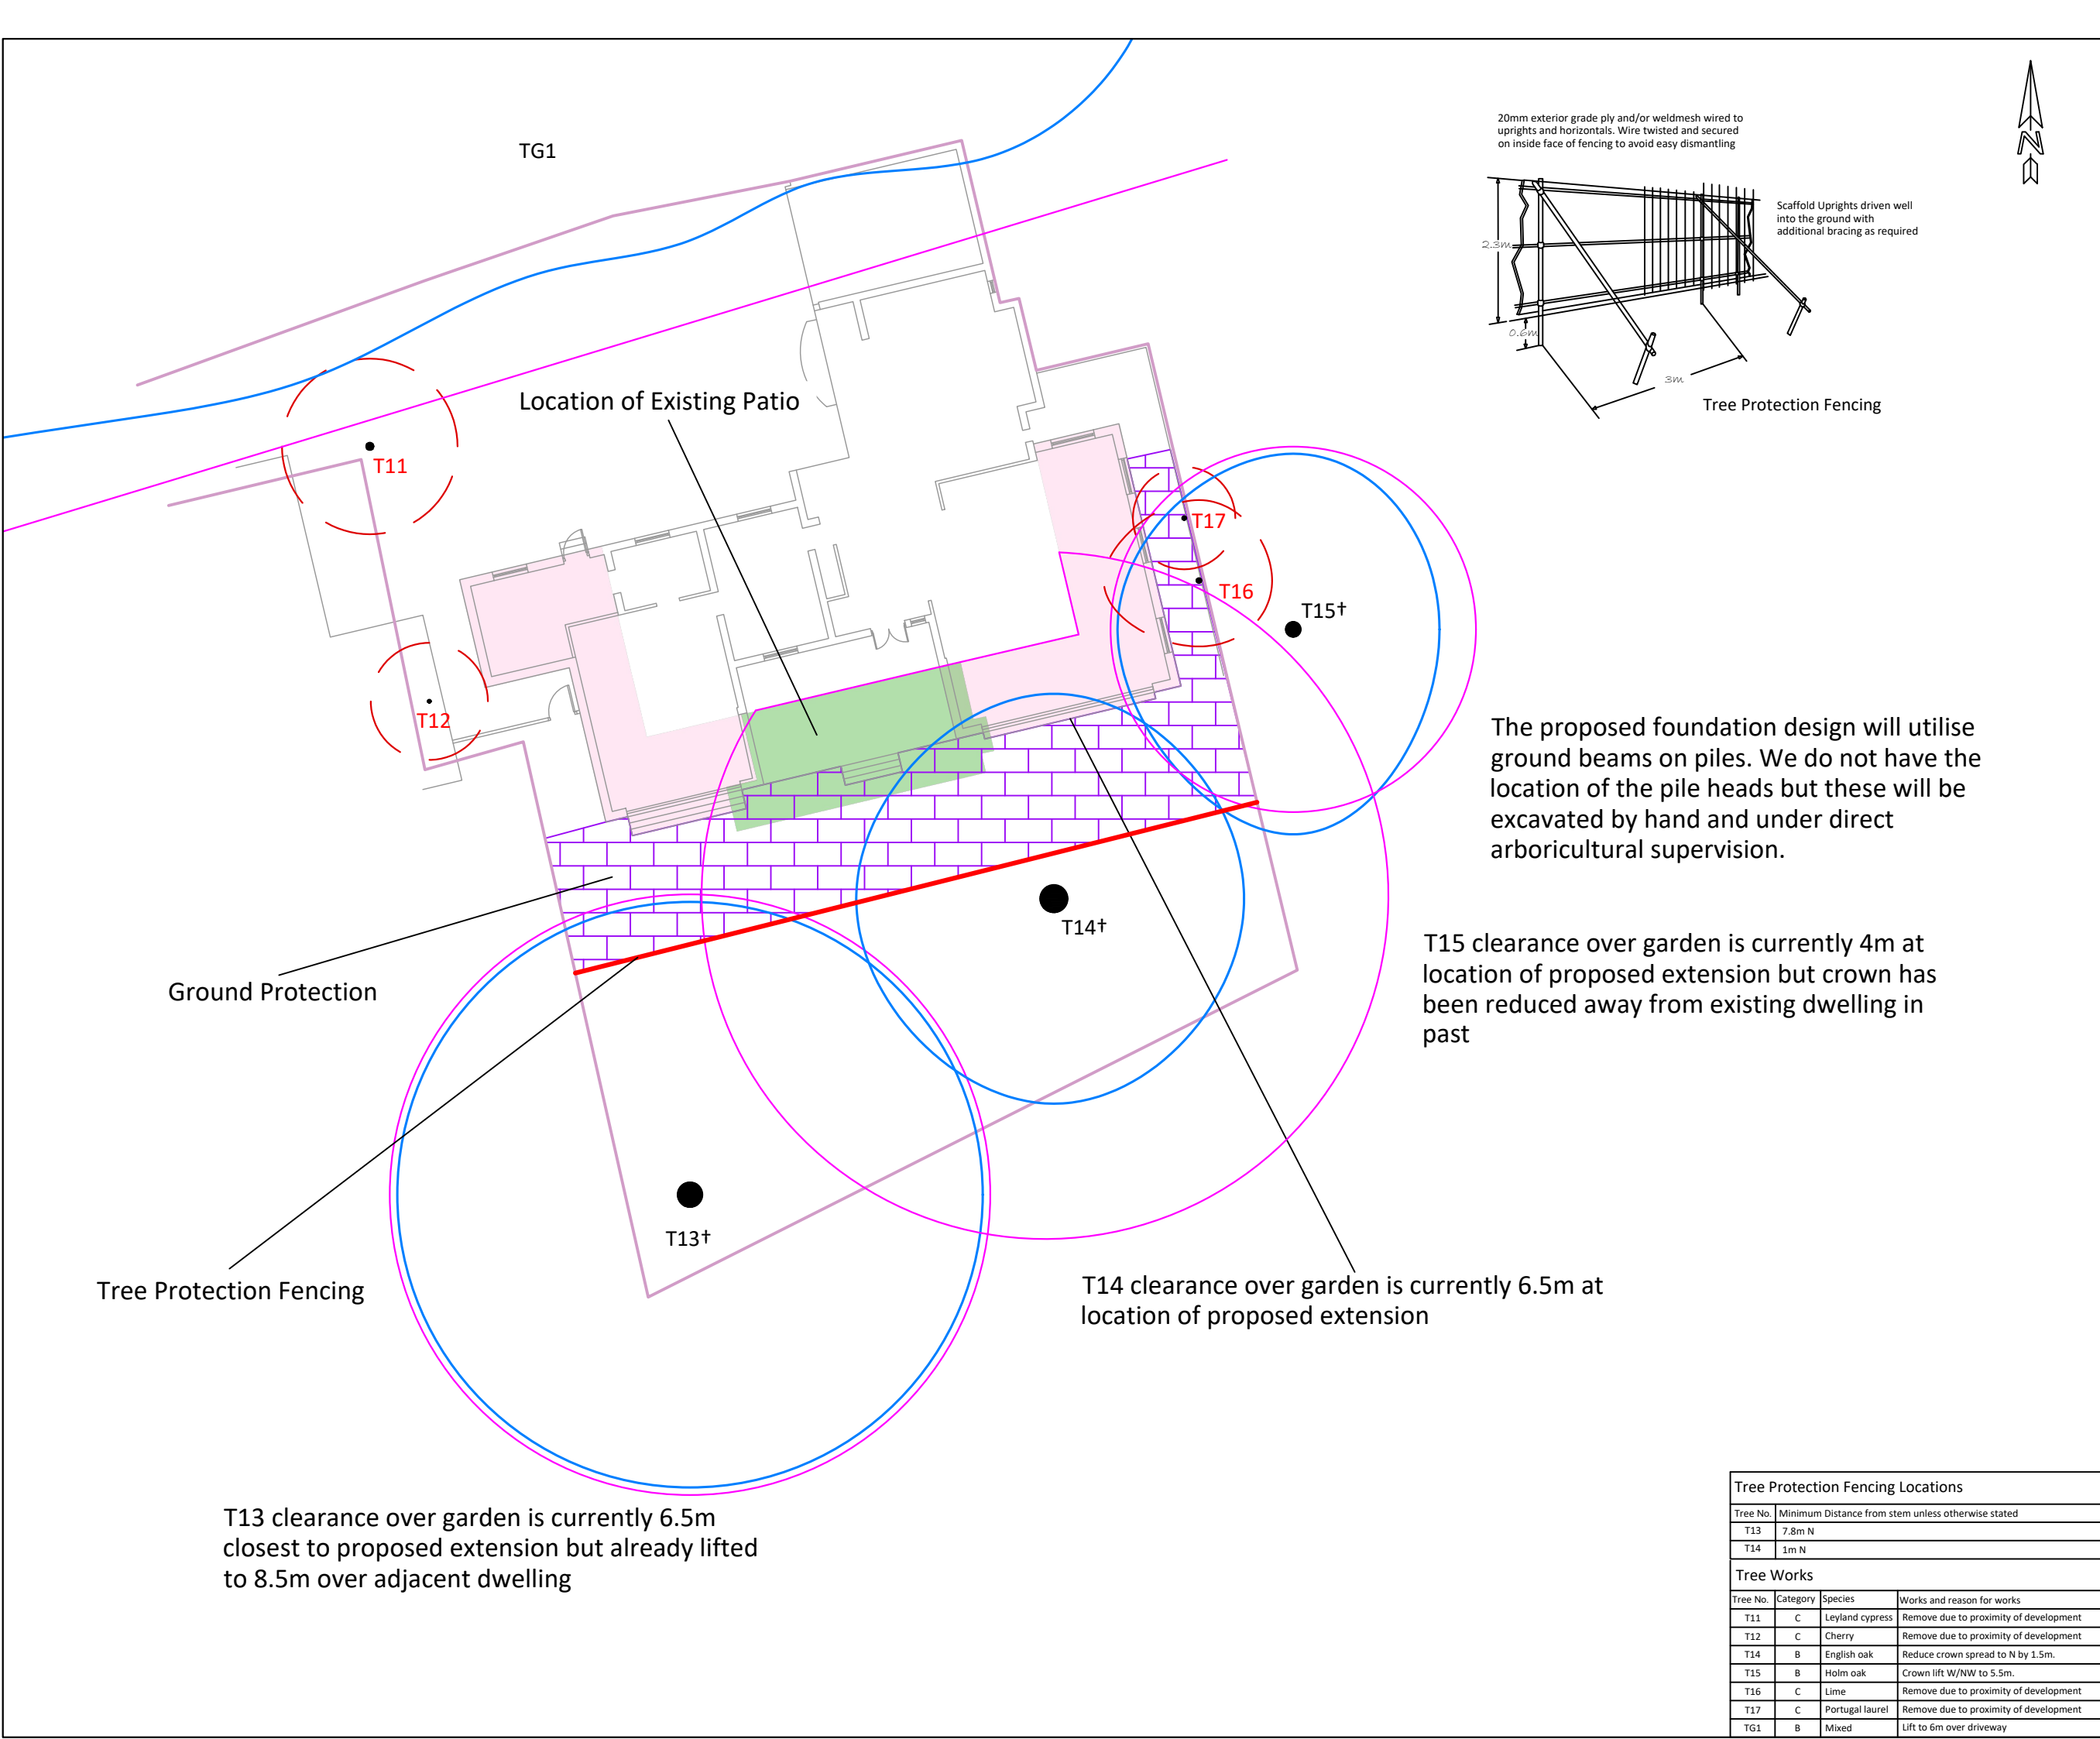 TG1
20mm exterior grade ply and/or weldmesh wired to
uprights and horizontals. Wire twisted and secured
on inside face of fencing to avoid easy dismantling
N
Scaffold Uprights driven well
into the ground with
additional bracing as required
2.3m
0.6m
3m
Tree Protection Fencing
Location of Existing Patio
T11
T17
T16
T15†
T12
The proposed foundation design will utilise
ground beams on piles. We do not have the
location of the pile heads but these will be
excavated by hand and under direct
arboricultural supervision.
T14†
T15 clearance over garden is currently 4m at
location of proposed extension but crown has
been reduced away from existing dwelling in
past
Ground Protection
T13†
Tree Protection Fencing
T14 clearance over garden is currently 6.5m at
location of proposed extension
T13 clearance over garden is currently 6.5m
closest to proposed extension but already lifted
to 8.5m over adjacent dwelling
Tree Protection Fencing Locations
Tree No. Minimum Distance from stem unless otherwise stated
T13 7.8m N
T14 1m N
Tree Works
Tree No. Category Species Works and reason for works
T11 C Leyland cypress Remove due to proximity of development
T12 C Cherry Remove due to proximity of development
T14 B English oak Reduce crown spread to N by 1.5m.
T15 B Holm oak Crown lift W/NW to 5.5m.
T16 C Lime Remove due to proximity of development
T17 C Portugal laurel Remove due to proximity of development
TG1 B Mixed Lift to 6m over driveway